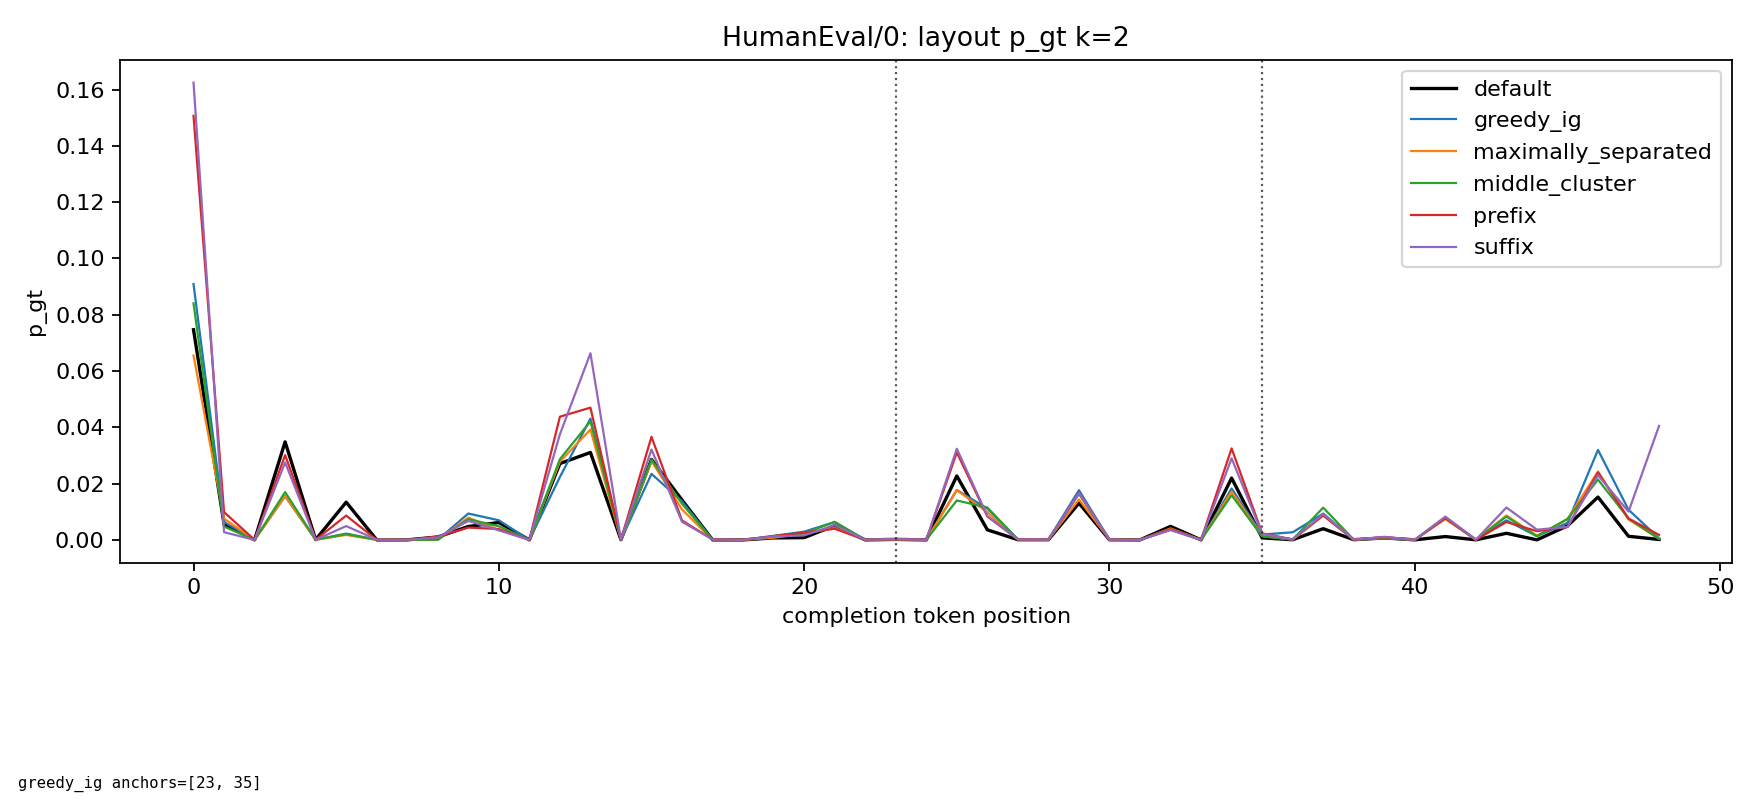 HumanEval/0: layout p_gt k=2
p_gt
0.16
0.14
0.12
0.10
0.08
0.06
0.04
0.02
0.00
default
greedy_ig
maximally_separated
middle_cluster
prefix
suffix
0 10 20 30 40 50
completion token position
greedy_ig anchors=[23, 35]